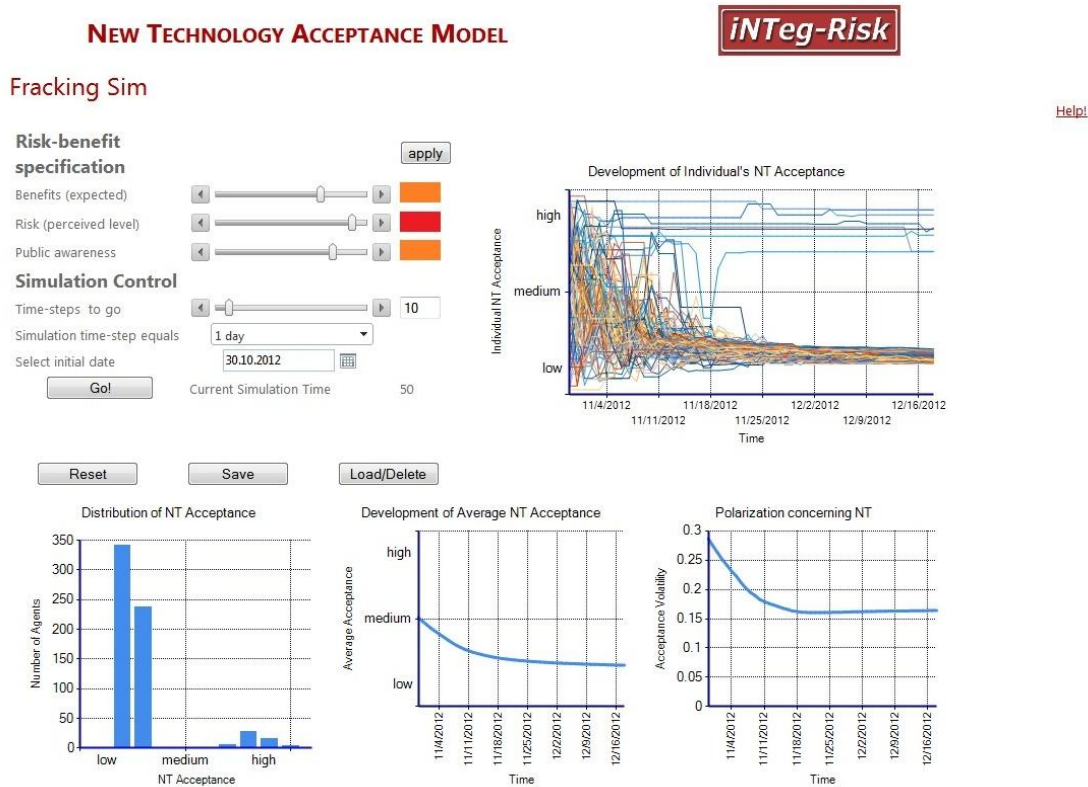 NEW TECHNOLOGY ACCEPTANCE MODEL
iNTeg-Risk
Fracking Sim
Help!
Risk-benefit
specification
apply
Benefits (expected)
Risk (perceived level)
Public awareness
Simulation Control
Time-steps to go
10
Simulation time-step equals
1 day
Select initial date
30.10.2012
Go!
Current Simulation Time
50
Development of Individual's NT Acceptance
Individual NT Acceptance
high
medium
low
11/4/2012
11/18/2012
12/2/2012
12/16/2012
11/11/2012
11/25/2012
12/9/2012
Time
Reset
Save
Load/Delete
Distribution of NT Acceptance
Number of Agents
350
300
250
200
150
100
50
0
low
medium
high
NT Acceptance
Development of Average NT Acceptance
Average Acceptance
high
medium
low
11/4/2012
11/11/2012
11/18/2012
11/25/2012
12/2/2012
12/9/2012
12/16/2012
Time
Polarization concerning NT
Acceptance Volatility
0.3
0.25
0.2
0.15
0.1
0.05
0
11/4/2012
11/11/2012
11/18/2012
11/25/2012
12/2/2012
12/9/2012
12/16/2012
Time